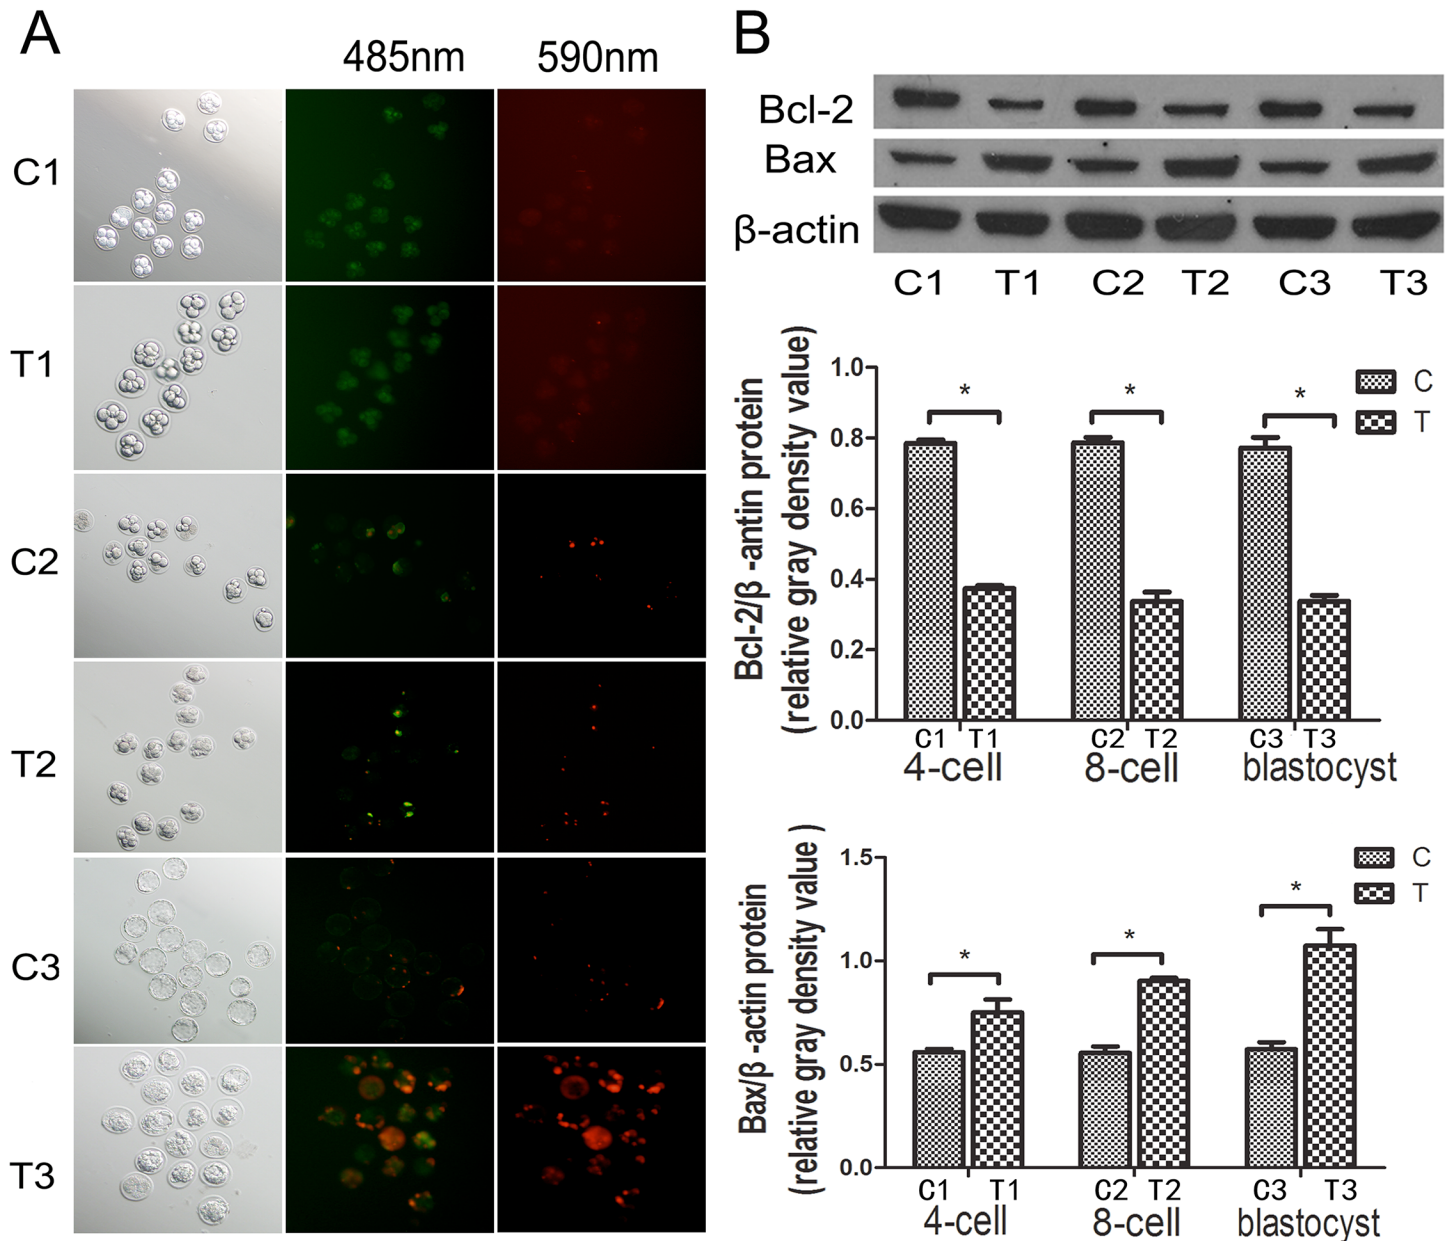 A
485nm 590nm
C1
T1
C2
T2
C3
T3
B
Bcl-2
Bax
β-actin
C1 T1 C2 T2 C3 T3
Bcl-2/β -antin protein
(relative gray density value)
1.0
0.8
0.6
0.4
0.2
0.0
* * *
C
T
C1 T1 C2 T2 C3 T3
4-cell 8-cell blastocyst
Bax/β -actin protein
(relative gray density value)
1.5
1.0
0.5
0.0
* * *
C
T
C1 T1 C2 T2 C3 T3
4-cell 8-cell blastocyst